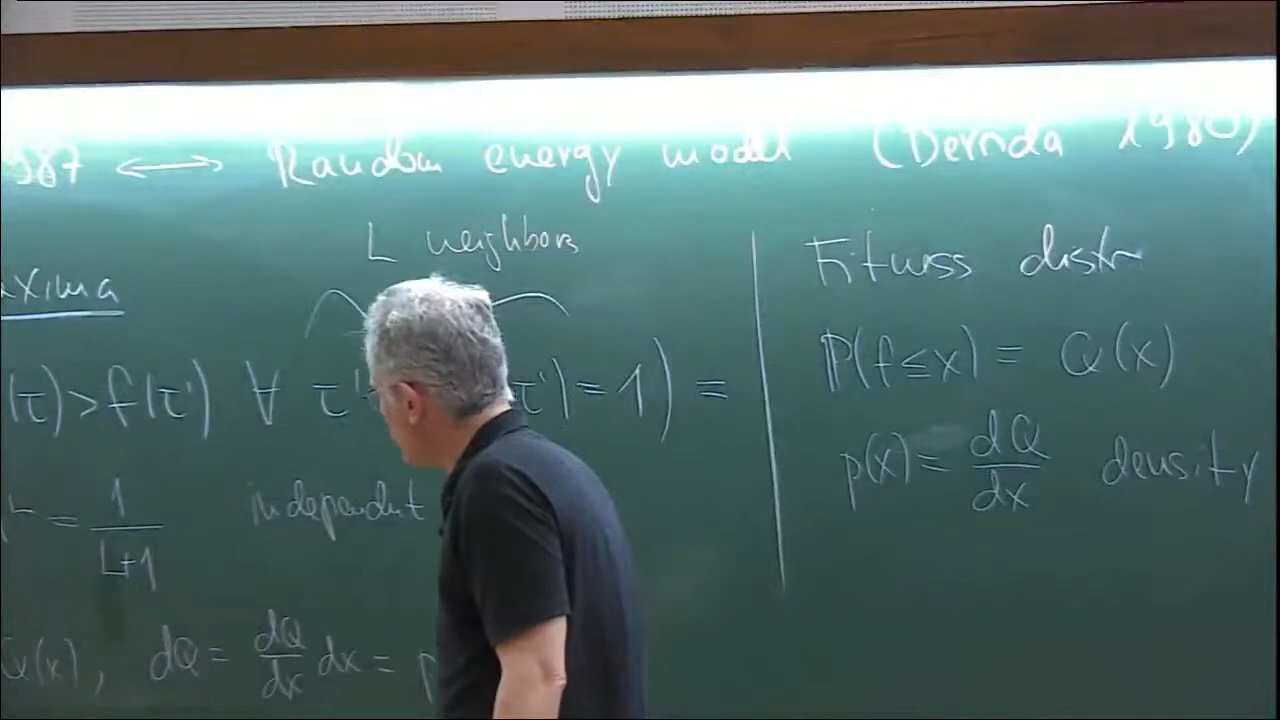 987 ⟷ Random energy model (Derrida 1980)
L neighbors
axima
(τ) > f(τ') ∀ τ' τ') = 1) =
L = 1/(L+1) independent
Q(x), dQ = dQ/dx dx = p
Fitness distr
ℙ(f ≤ x) = Q(x)
p(x) = dQ/dx density